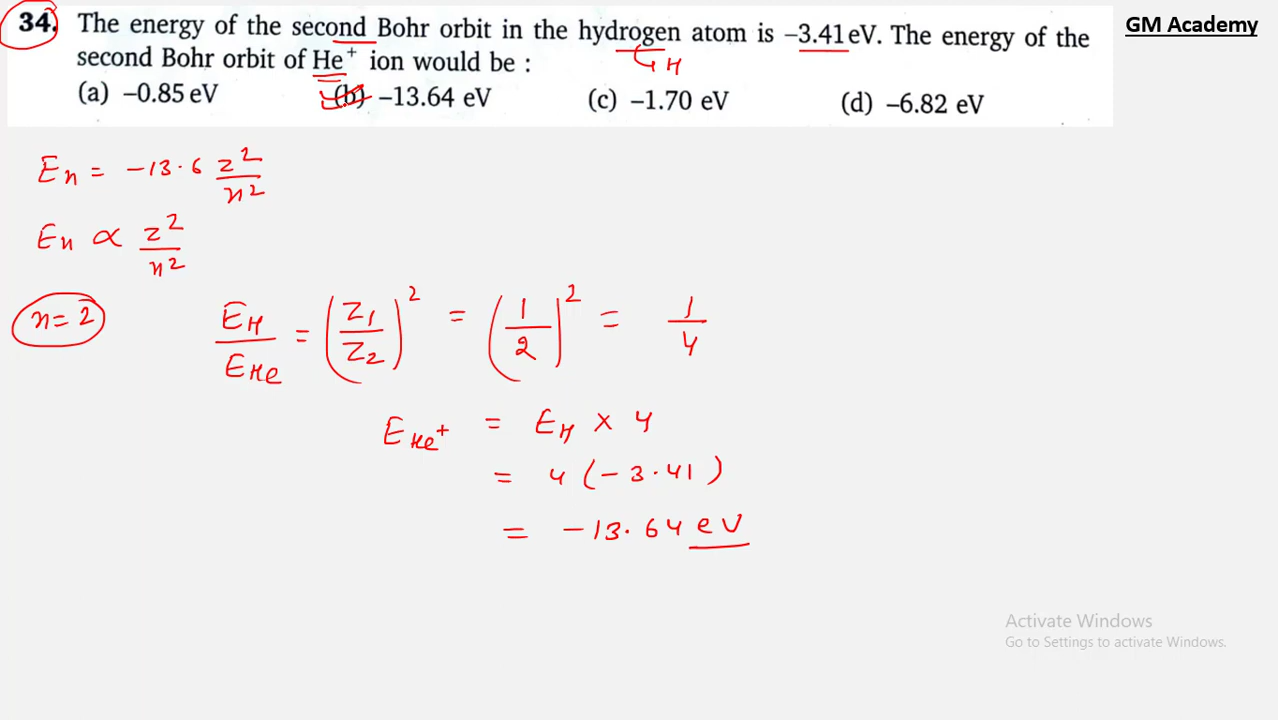 34. The energy of the second Bohr orbit in the hydrogen atom is −3.41 eV. The energy of the
second Bohr orbit of He⁺ ion would be :
H
(a) −0.85 eV (b) −13.64 eV (c) −1.70 eV (d) −6.82 eV
GM Academy
En = −13.6 z²/n²
En ∝ z²/n²
n=2
E_H/E_He = (Z₁/Z₂)² = (1/2)² = 1/4
E_He⁺ = E_H × 4
= 4 (−3.41)
= −13.64 eV
Activate Windows
Go to Settings to activate Windows.